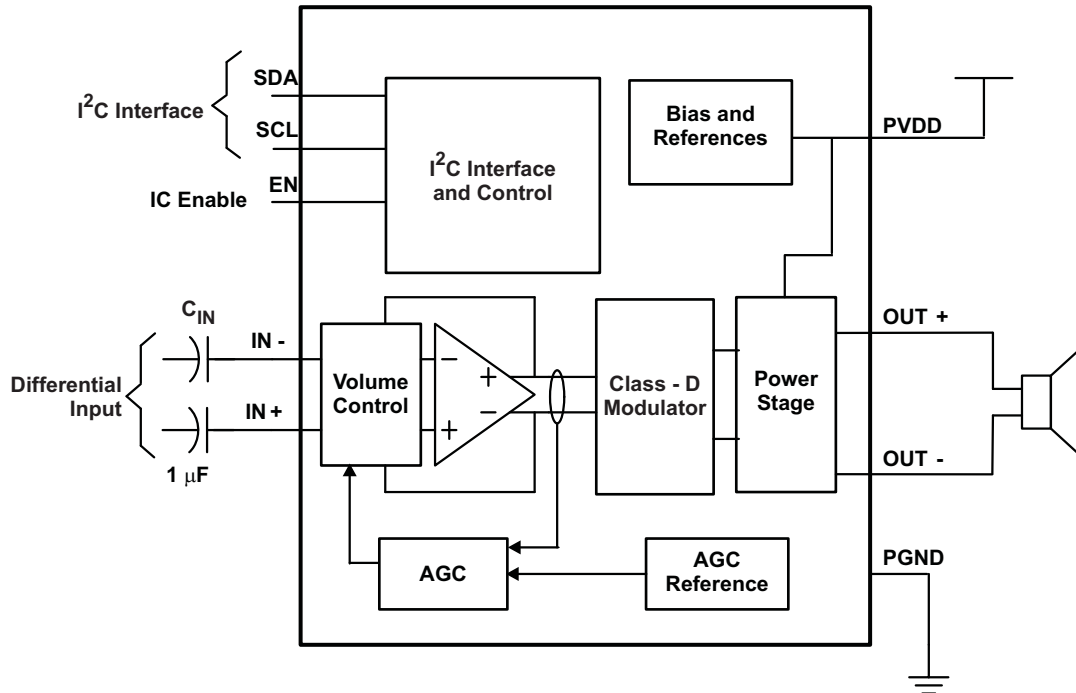 SDA
I²C Interface
SCL
EN
IC Enable
I²C Interface
and Control
Bias and
References
PVDD
C_IN
IN -
Differential
Input
IN +
1 μF
Volume
Control
−
+
+
−
Class - D
Modulator
Power
Stage
OUT +
OUT -
AGC
AGC
Reference
PGND